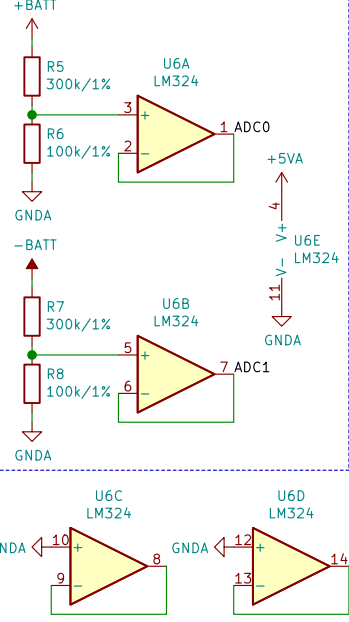 +BATT
R5
300k/1%
R6
100k/1%
GNDA
U6A
LM324
3
+
2
−
1
ADC0
+5VA
4
V+
V−
11
U6E
LM324
GNDA
−BATT
R7
300k/1%
R8
100k/1%
GNDA
U6B
LM324
5
+
6
−
7
ADC1
U6C
LM324
NDA
10
+
9
−
8
U6D
LM324
GNDA
12
+
13
−
14